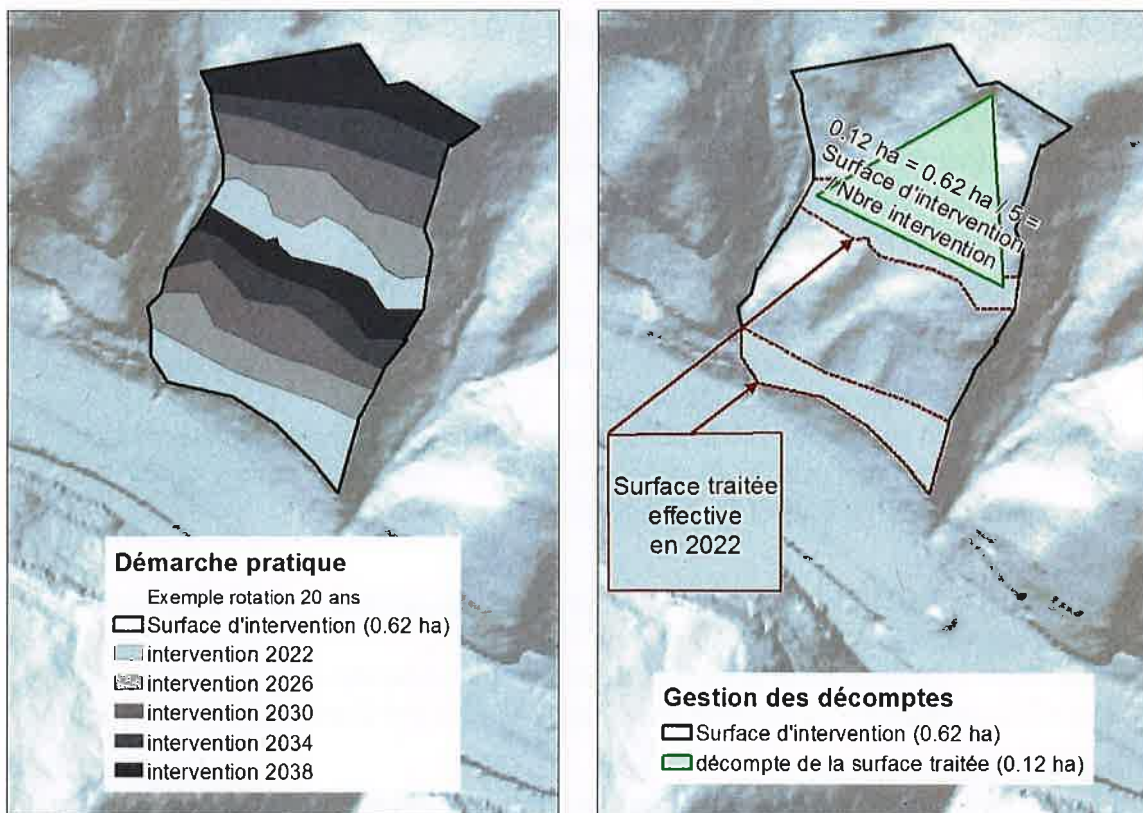 Démarche pratique
Exemple rotation 20 ans
Surface d'intervention (0.62 ha)
intervention 2022
intervention 2026
intervention 2030
intervention 2034
intervention 2038
0.12 ha = 0.62 ha / 5 =
Surface d'intervention
/Nbre intervention
Surface traitée
effective
en 2022
Gestion des décomptes
Surface d'intervention (0.62 ha)
décompte de la surface traitée (0.12 ha)